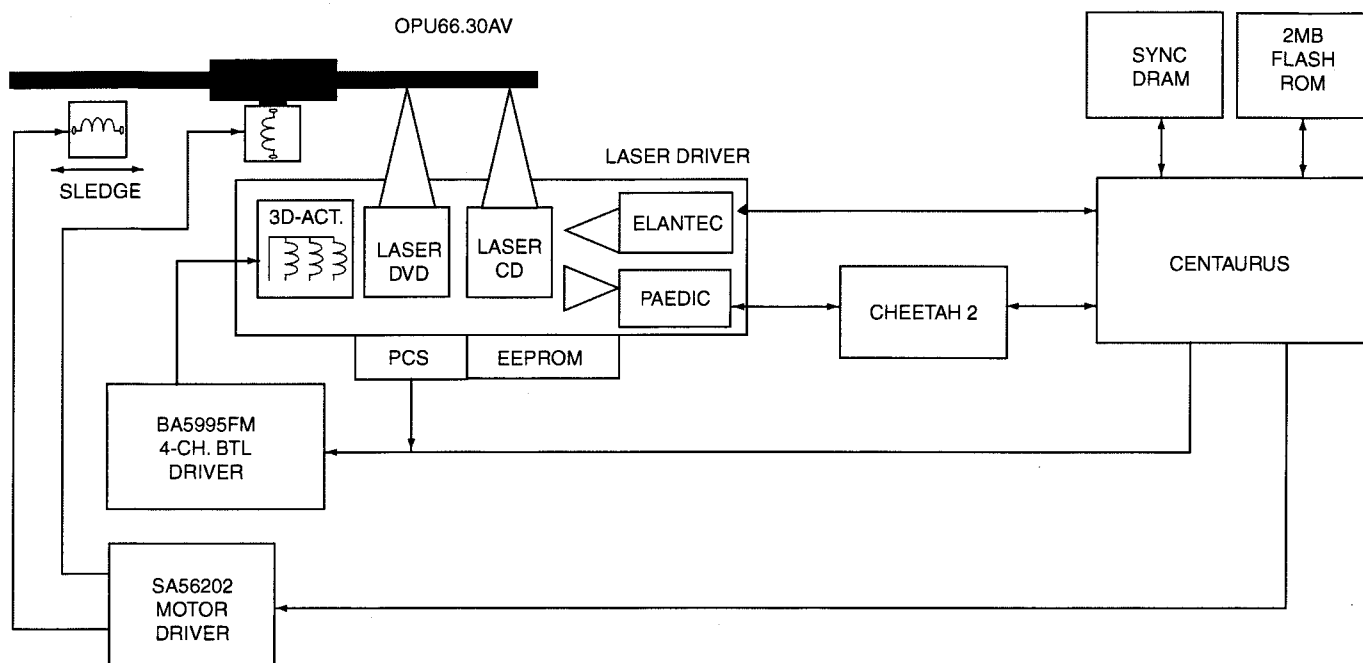 OPU66.30AV
SYNC
DRAM
2MB
FLASH
ROM
SLEDGE
LASER DRIVER
3D-ACT.
LASER
DVD
LASER
CD
ELANTEC
PAEDIC
CHEETAH 2
CENTAURUS
PCS
EEPROM
BA5995FM
4-CH. BTL
DRIVER
SA56202
MOTOR
DRIVER